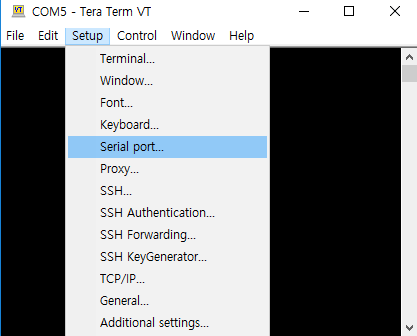 COM5 - Tera Term VT
File Edit Setup Control Window Help
Terminal...
Window...
Font...
Keyboard...
Serial port...
Proxy...
SSH...
SSH Authentication...
SSH Forwarding...
SSH KeyGenerator...
TCP/IP...
General...
Additional settings...